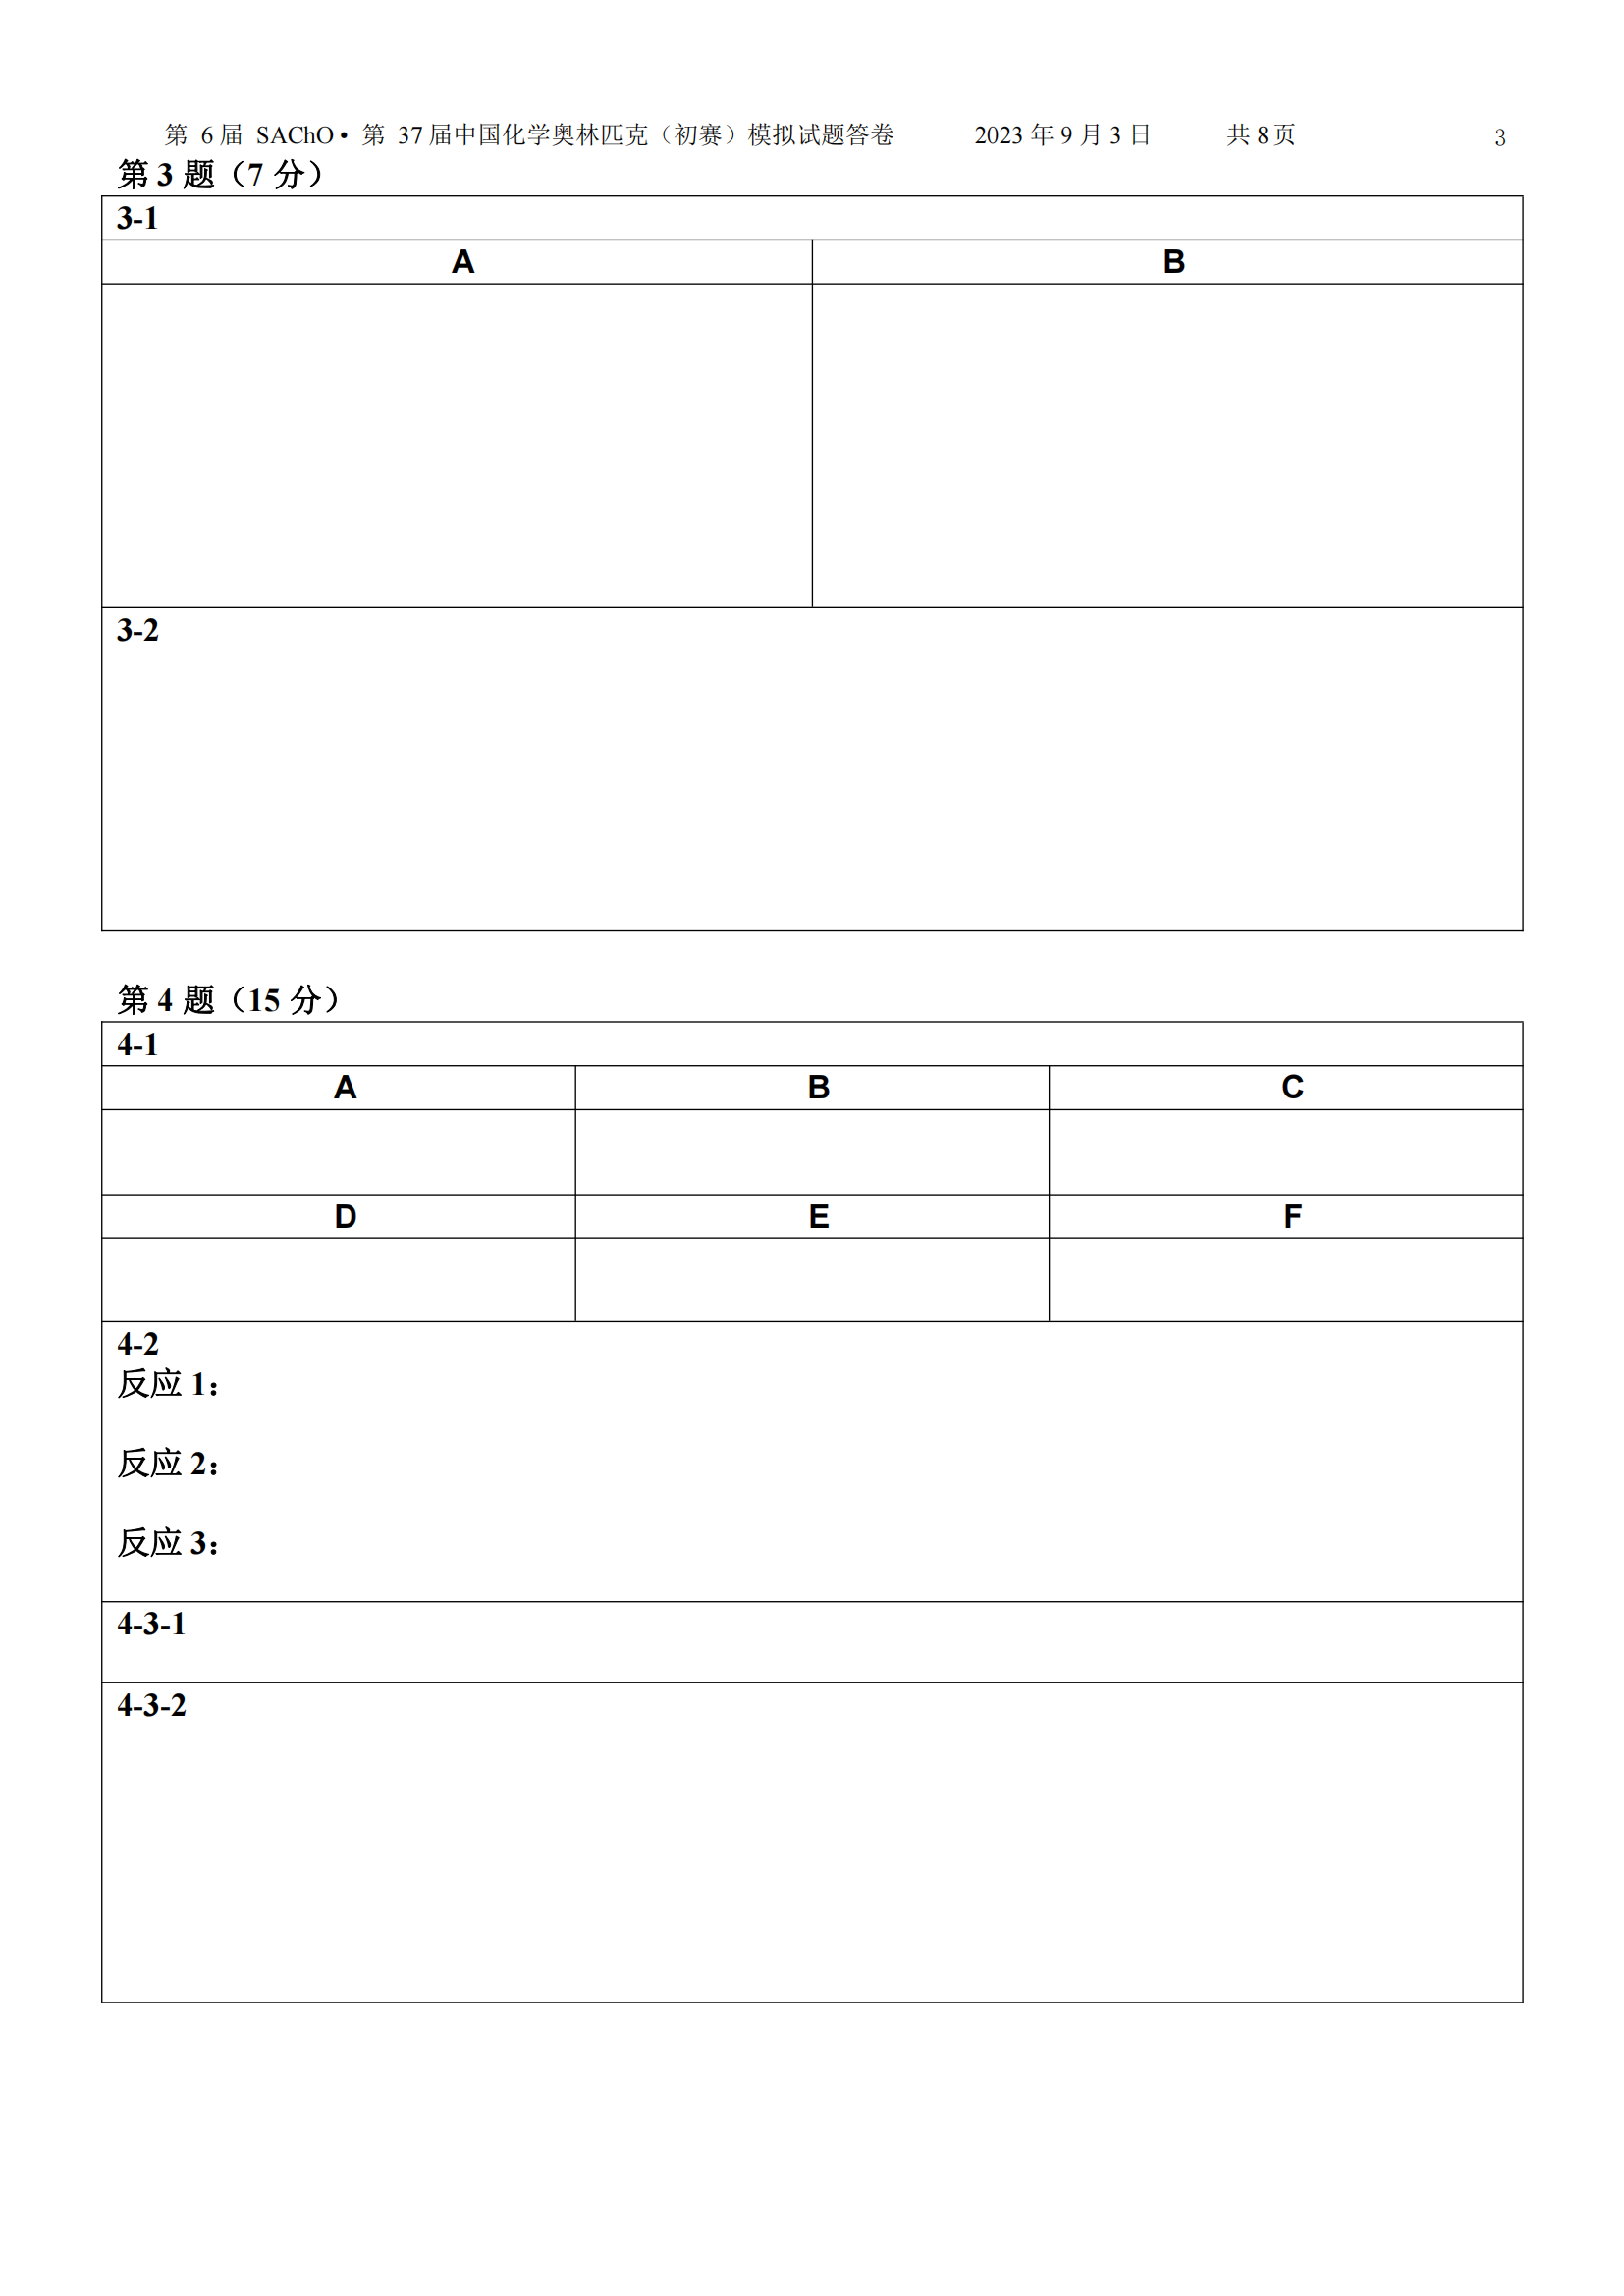 第 6 届 SAChO • 第 37 届中国化学奥林匹克（初赛）模拟试题答卷 2023 年 9 月 3 日 共 8 页 3
第 3 题（7 分）
3-1
A B
3-2
第 4 题（15 分）
4-1
A B C
D E F
4-2
反应 1：
反应 2：
反应 3：
4-3-1
4-3-2